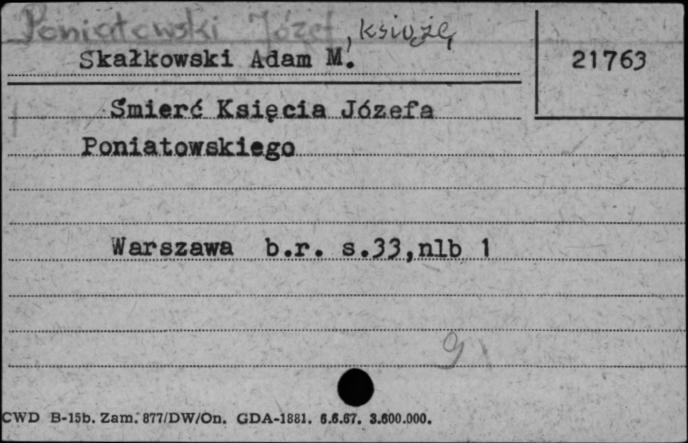 Poniatowski Józef, książę
Skałkowski Adam M.
21763
Śmierć Księcia Józefa
Poniatowskiego
Warszawa b.r. s.33,nlb 1
9
CWD B-15b. Zam. 877/DW/On. GDA-1881. 6.6.67. 3.600.000.